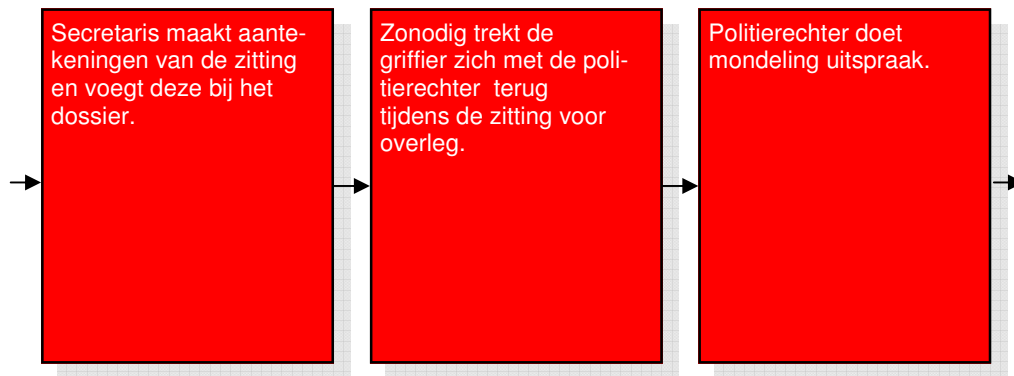 Secretaris maakt aante-
keningen van de zitting
en voegt deze bij het
dossier.
Zonodig trekt de
griffier zich met de poli-
tierechter terug
tijdens de zitting voor
overleg.
Politierechter doet
mondeling uitspraak.